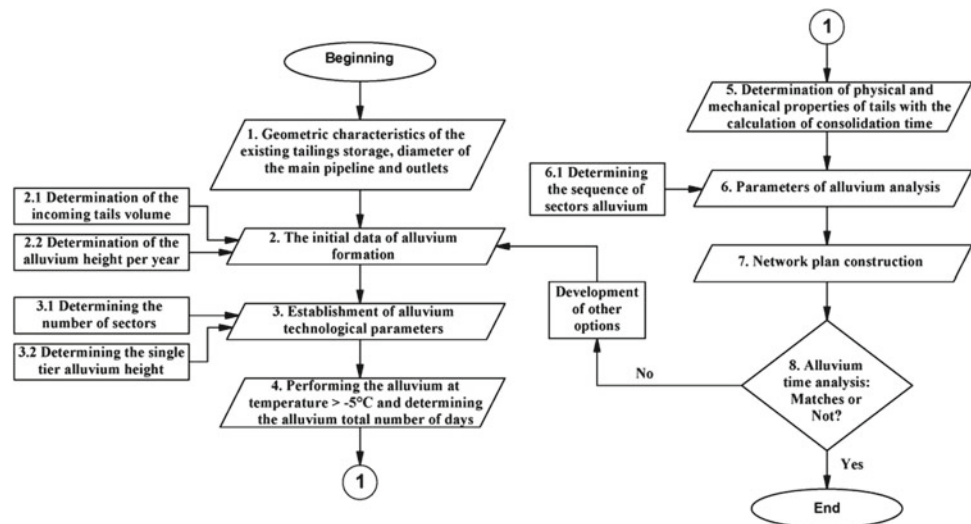 Beginning
1. Geometric characteristics of the
existing tailings storage, diameter
of the main pipeline and outlets
2.1 Determination of the
incoming tails volume
2.2 Determination of the
alluvium height per year
2. The initial data of alluvium
formation
3.1 Determining the
number of sectors
3.2 Determining the single
tier alluvium height
3. Establishment of alluvium
technological parameters
4. Performing the alluvium at
temperature > -5°C and determining
the alluvium total number of days
1
1
5. Determination of physical and
mechanical properties of tails with the
calculation of consolidation time
6.1 Determining
the sequence of
sectors alluvium
6. Parameters of alluvium analysis
7. Network plan construction
Development
of other
options
No
8. Alluvium
time analysis:
Matches or
Not?
Yes
End